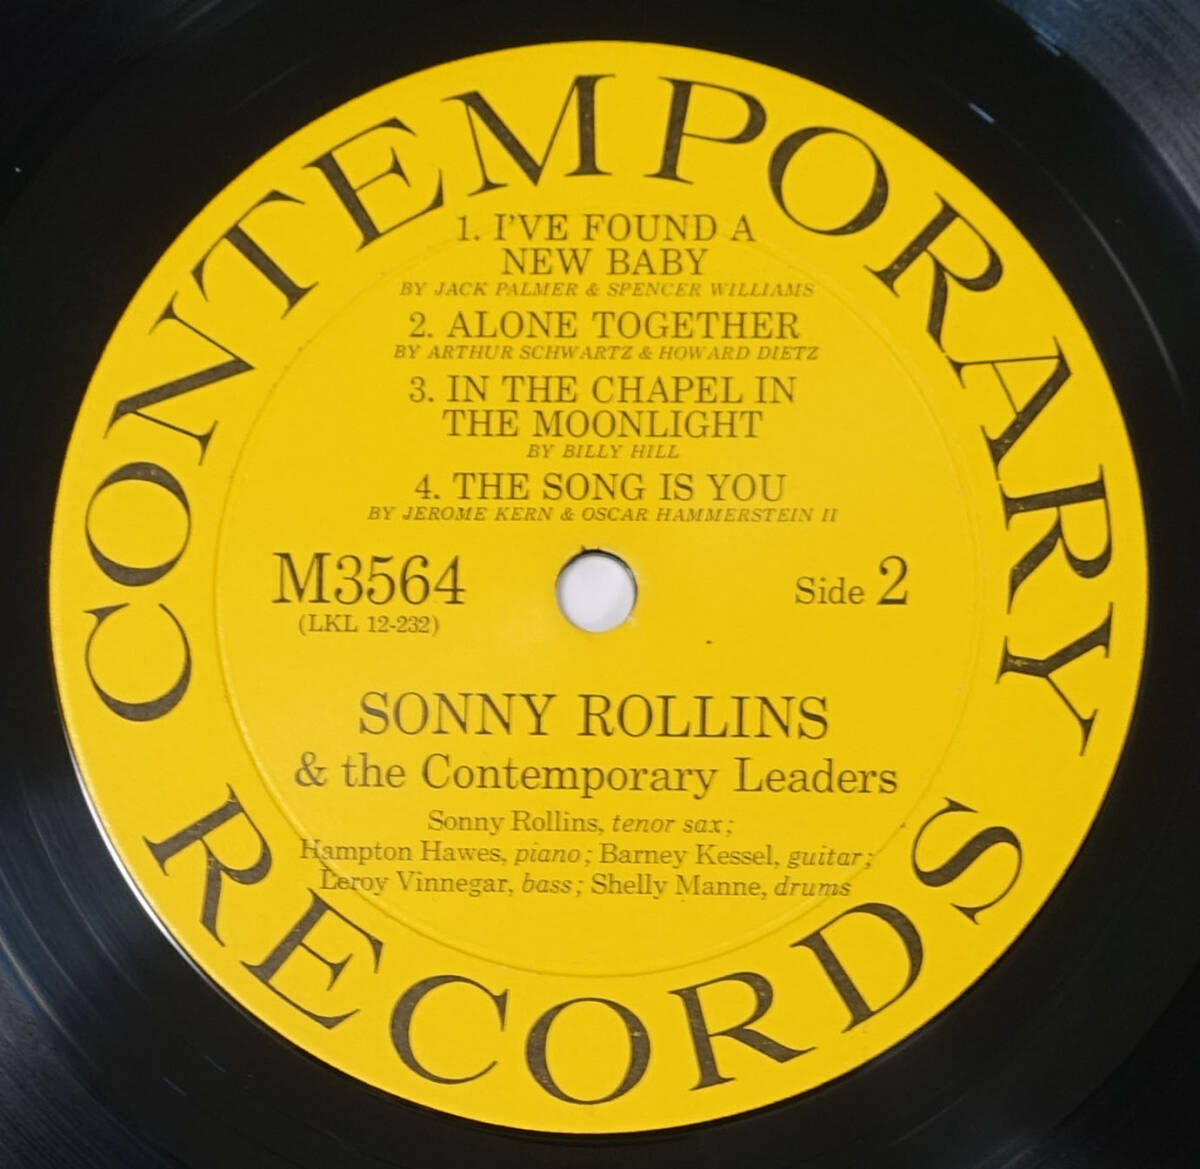 CONTEMPORARY
1. I'VE FOUND A
NEW BABY
BY JACK PALMER & SPENCER WILLIAMS
2. ALONE TOGETHER
BY ARTHUR SCHWARTZ & HOWARD DIETZ
3. IN THE CHAPEL IN
THE MOONLIGHT
BY BILLY HILL
4. THE SONG IS YOU
BY JEROME KERN & OSCAR HAMMERSTEIN II
M3564
(LKL 12-232)
Side 2
SONNY ROLLINS
& the Contemporary Leaders
Sonny Rollins, tenor sax;
Hampton Hawes, piano; Barney Kessel, guitar;
Leroy Vinnegar, bass; Shelly Manne, drums
RECORDS